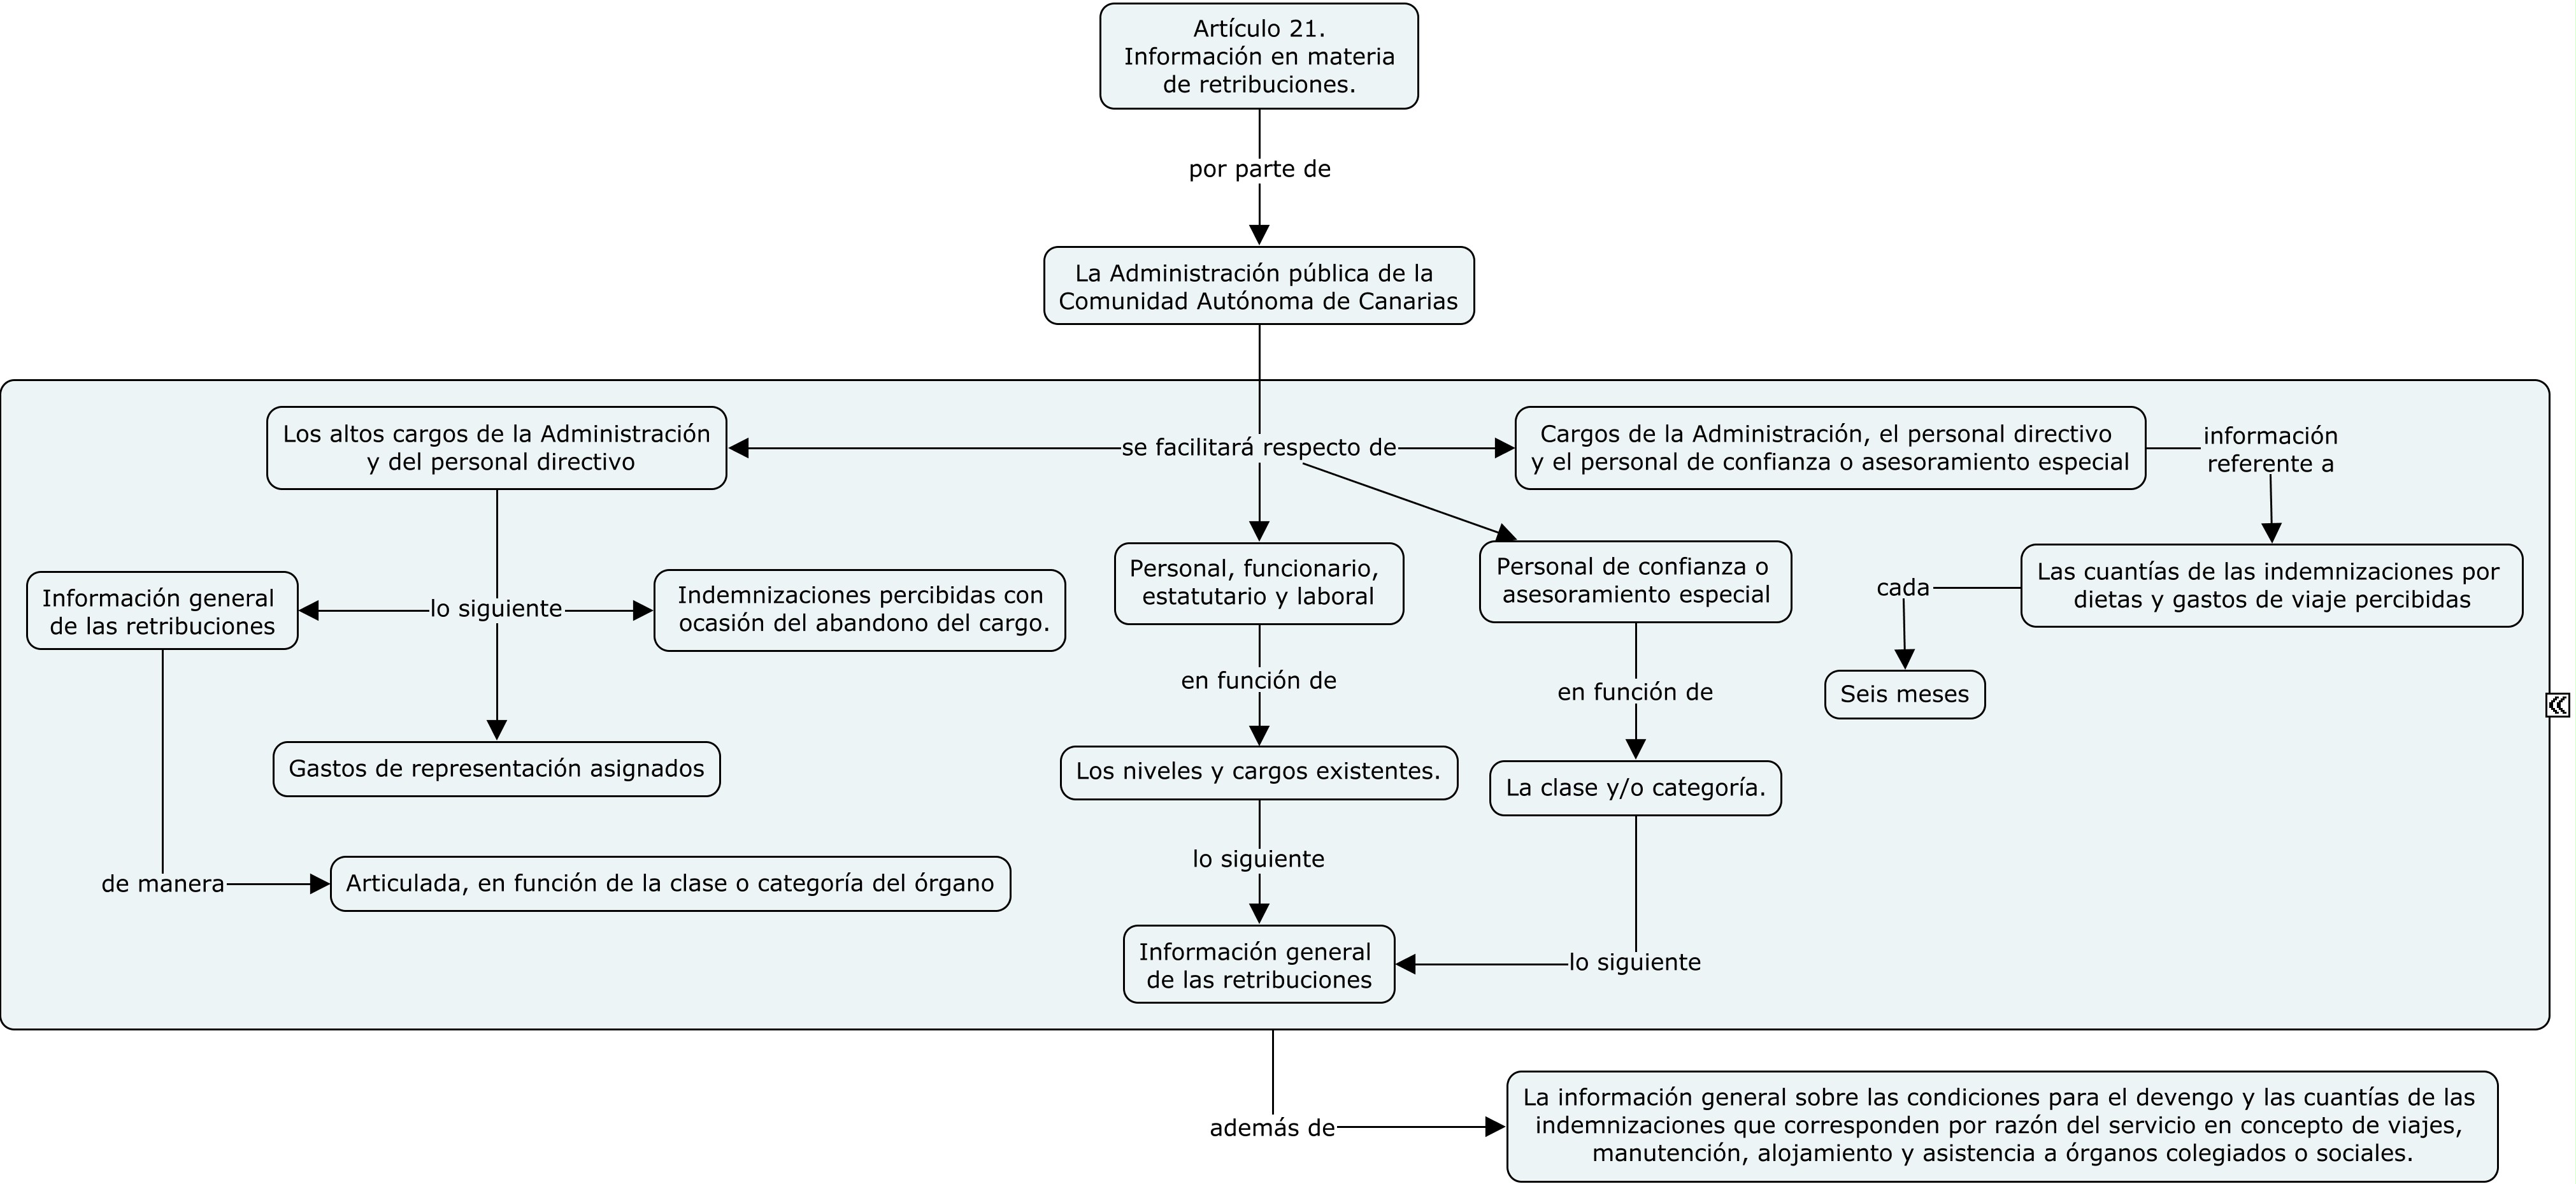 Artículo 21.
Información en materia
de retribuciones.
por parte de
La Administración pública de la
Comunidad Autónoma de Canarias
Los altos cargos de la Administración
y del personal directivo
se facilitará respecto de
Cargos de la Administración, el personal directivo
y el personal de confianza o asesoramiento especial
información
referente a
Información general
de las retribuciones
lo siguiente
Indemnizaciones percibidas con
ocasión del abandono del cargo.
Personal, funcionario,
estatutario y laboral
Personal de confianza o
asesoramiento especial
cada
Las cuantías de las indemnizaciones por
dietas y gastos de viaje percibidas
en función de
en función de
Seis meses
Gastos de representación asignados
Los niveles y cargos existentes.
La clase y/o categoría.
lo siguiente
de manera
Articulada, en función de la clase o categoría del órgano
Información general
de las retribuciones
lo siguiente
además de
La información general sobre las condiciones para el devengo y las cuantías de las
indemnizaciones que corresponden por razón del servicio en concepto de viajes,
manutención, alojamiento y asistencia a órganos colegiados o sociales.